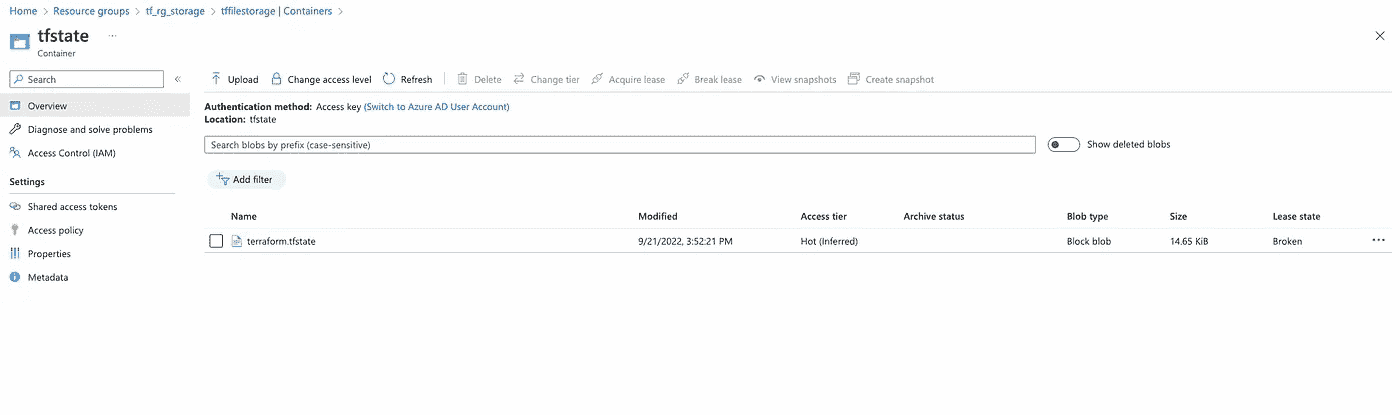 Home > Resource groups > tf_rg_storage > tffilestorage | Containers >
tfstate ...
Container
Search «
Upload Change access level Refresh Delete Change tier Acquire lease Break lease View snapshots Create snapshot
Overview
Diagnose and solve problems
Access Control (IAM)
Settings
Shared access tokens
Access policy
Properties
Metadata
Authentication method: Access key (Switch to Azure AD User Account)
Location: tfstate
Search blobs by prefix (case-sensitive) Show deleted blobs
Add filter
Name Modified Access tier Archive status Blob type Size Lease state
terraform.tfstate 9/21/2022, 3:52:21 PM Hot (Inferred) Block blob 14.65 KiB Broken ...